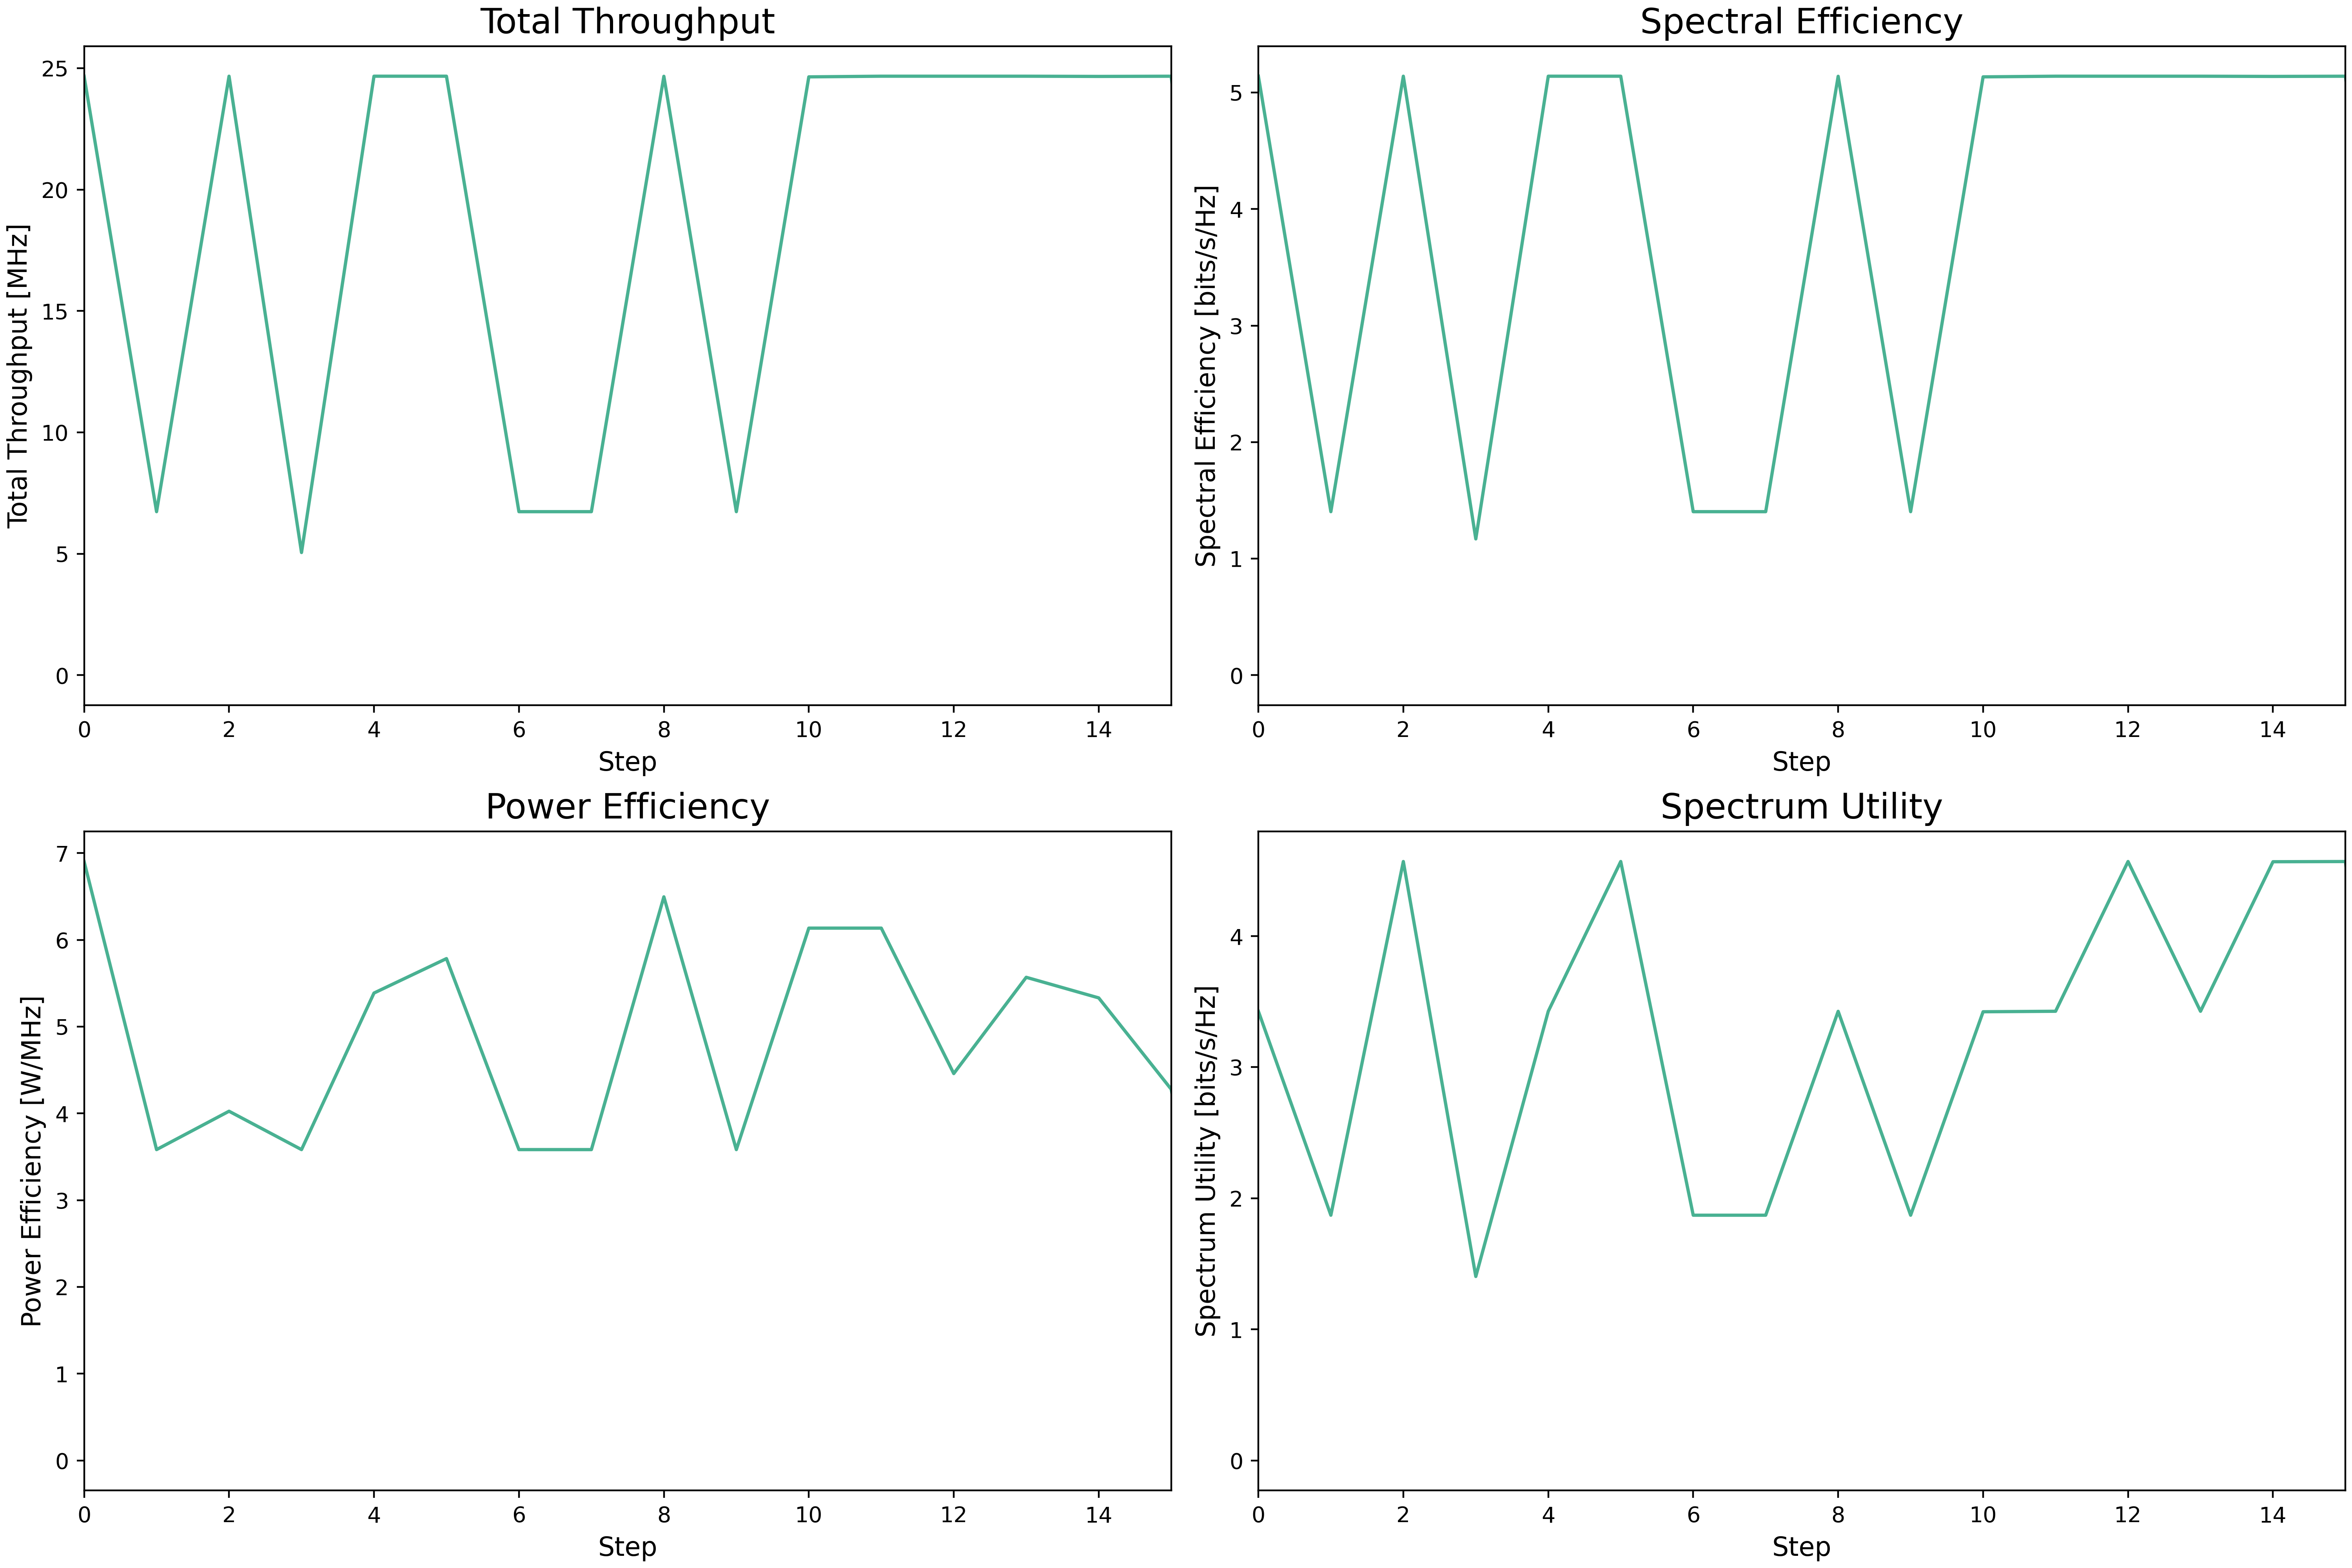 Total Throughput
Total Throughput [MHz]
25
20
15
10
5
0
0 2 4 6 8 10 12 14
Step
Spectral Efficiency
Spectral Efficiency [bits/s/Hz]
5
4
3
2
1
0
0 2 4 6 8 10 12 14
Step
Power Efficiency
Power Efficiency [W/MHz]
7
6
5
4
3
2
1
0
0 2 4 6 8 10 12 14
Step
Spectrum Utility
Spectrum Utility [bits/s/Hz]
4
3
2
1
0
0 2 4 6 8 10 12 14
Step